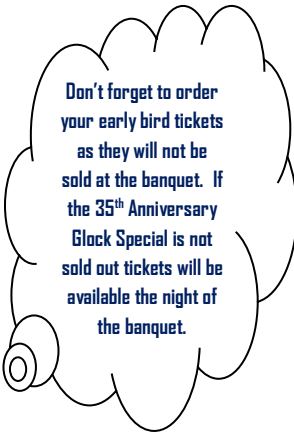 Don't forget to order
your early bird tickets
as they will not be
sold at the banquet.  If
the 35th Anniversary
Glock Special is not
sold out tickets will be
available the night of
the banquet.